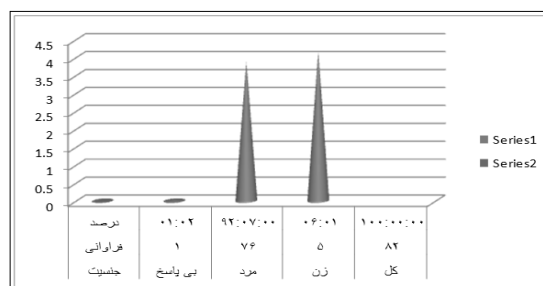 4.5
4
3.5
3
2.5
2
1.5
1
0.5
0
Series1
Series2
درصد ۰۱:۰۲ ۹۲:۰۷:۰۰ ۰۶:۰۱ ۱۰۰:۰۰:۰۰
فراوانی ۱ ۷۶ ۵ ۸۲
جنسیت بی پاسخ مرد زن کل